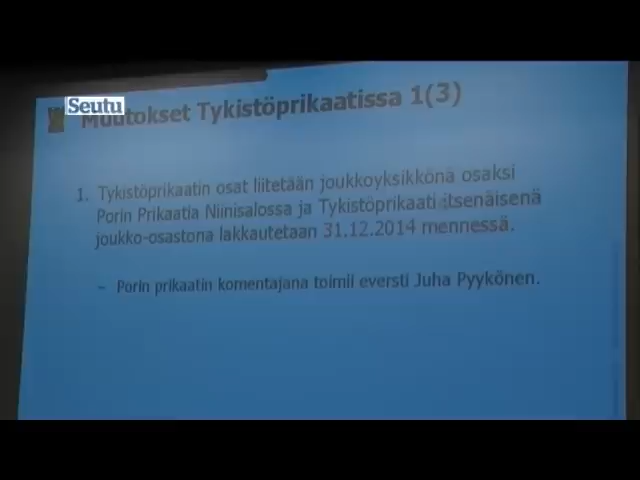 Seutu
Muutokset Tykistöprikaatissa 1(3)
1. Tykistöprikaatin osat liitetään joukkoyksikkönä osaksi
Porin Prikaatia Niinisalossa ja Tykistöprikaati itsenäisenä
joukko-osastona lakkautetaan 31.12.2014 mennessä.
– Porin prikaatin komentajana toimii eversti Juha Pyykönen.